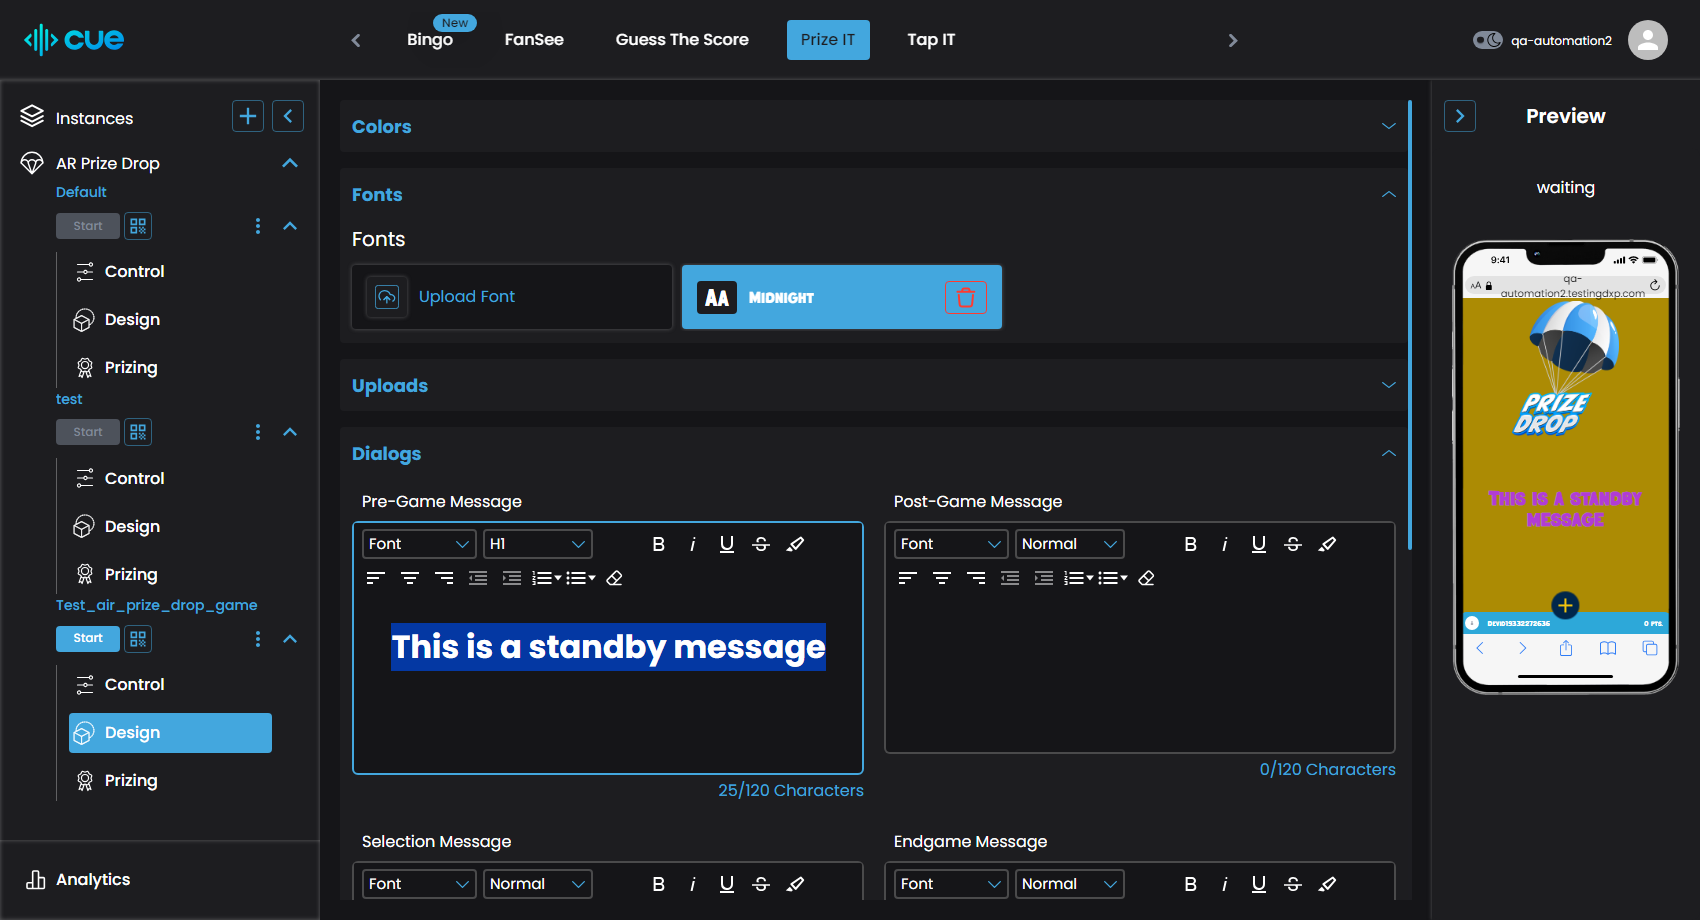 cue
Bingo
New
FanSee
Guess The Score
Prize IT
Tap IT
qa-automation2
Instances
AR Prize Drop
Default
Start
Control
Design
Prizing
test
Start
Control
Design
Prizing
Test_air_prize_drop_game
Start
Control
Design
Prizing
Analytics
Colors
Fonts
Fonts
Upload Font
AA MIDNIGHT
Uploads
Dialogs
Pre-Game Message
Font
H1
B i U S
This is a standby message
25/120 Characters
Post-Game Message
Font
Normal
B i U S
0/120 Characters
Selection Message
Font
Normal
B i U S
Endgame Message
Font
Normal
B i U S
Preview
waiting
9:41
AA
qa-
automation2.testingdxp.com
PRIZE
DROP
THIS IS A STANDBY
MESSAGE
DEVID19332272636
0 PTS.